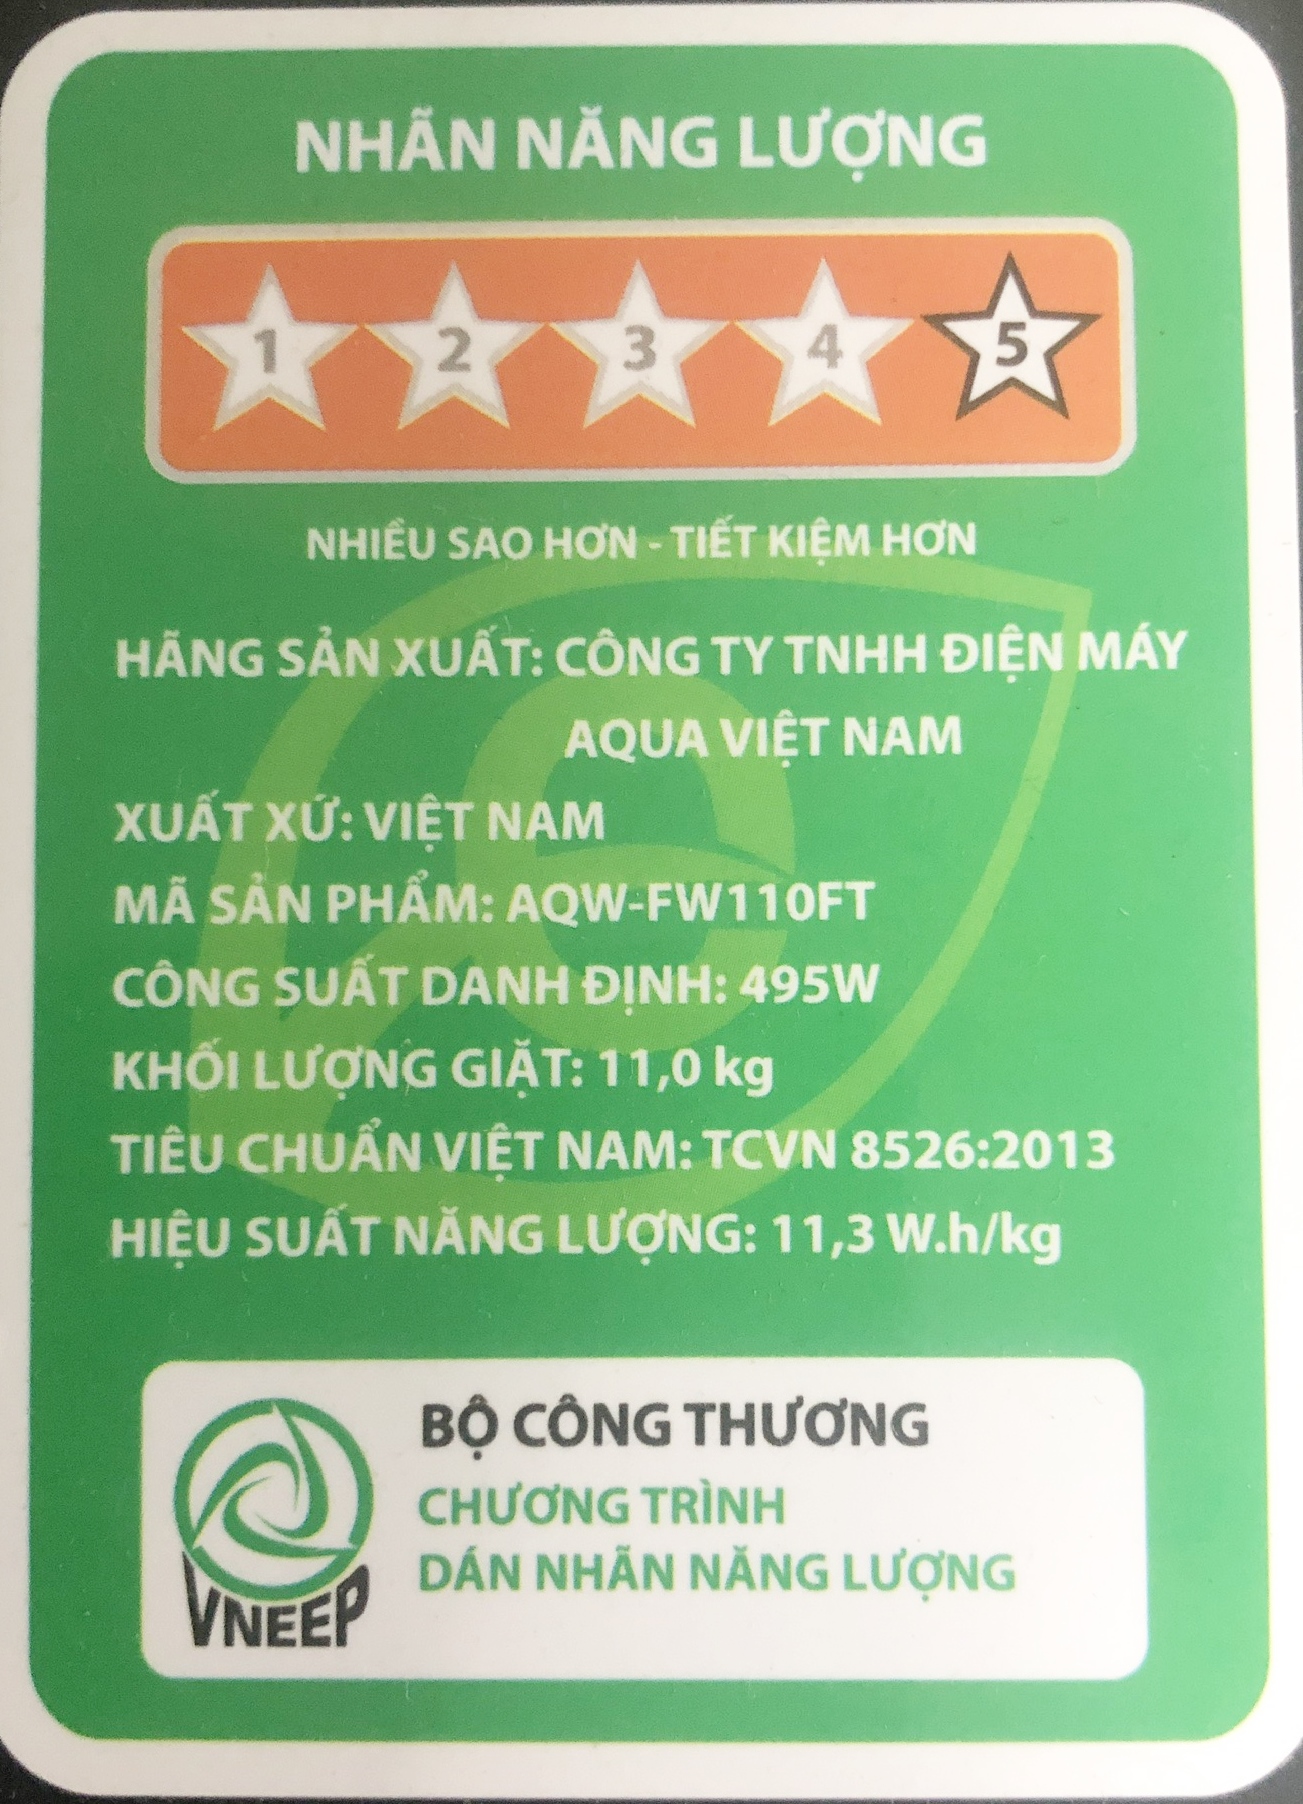 NHÃN NĂNG LƯỢNG
1 2 3 4 5
NHIỀU SAO HƠN - TIẾT KIỆM HƠN
HÃNG SẢN XUẤT: CÔNG TY TNHH ĐIỆN MÁY
AQUA VIỆT NAM
XUẤT XỨ: VIỆT NAM
MÃ SẢN PHẨM: AQW-FW110FT
CÔNG SUẤT DANH ĐỊNH: 495W
KHỐI LƯỢNG GIẶT: 11,0 kg
TIÊU CHUẨN VIỆT NAM: TCVN 8526:2013
HIỆU SUẤT NĂNG LƯỢNG: 11,3 W.h/kg
BỘ CÔNG THƯƠNG
CHƯƠNG TRÌNH
DÁN NHÃN NĂNG LƯỢNG
VNEEP